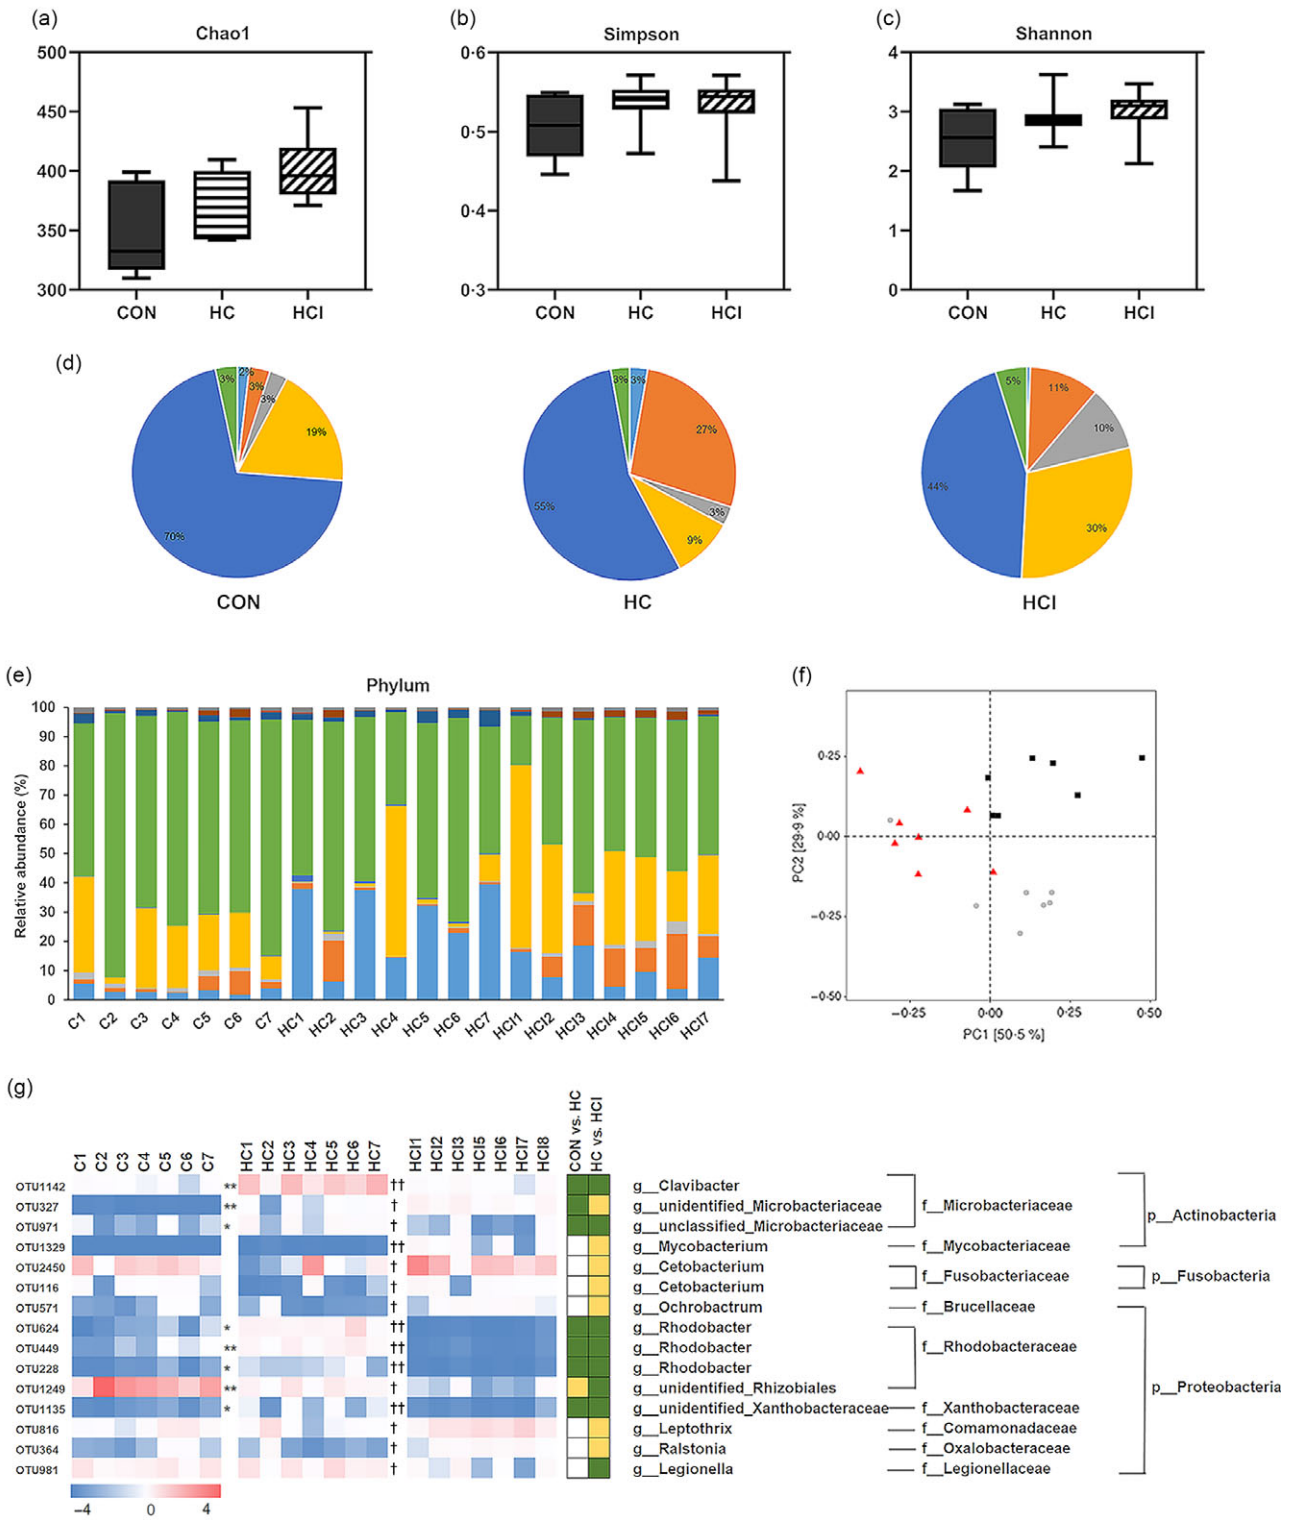 (a)
Chao1
500
450
400
350
300
CON
HC
HCI
(b)
Simpson
0·6
0·5
0·4
0·3
CON
HC
HCI
(c)
Shannon
4
3
2
1
0
CON
HC
HCI
(d)
3%
2%
3%
3%
19%
70%
CON
3%
3%
27%
3%
9%
55%
HC
5%
11%
10%
30%
44%
HCI
(e)
Phylum
Relative abundance (%)
100
90
80
70
60
50
40
30
20
10
0
C1
C2
C3
C4
C5
C6
C7
HC1
HC2
HC3
HC4
HC5
HC6
HC7
HCI1
HCI2
HCI3
HCI4
HCI5
HCI6
HCI7
(f)
PC2 [29·9 %]
0·25
0·00
−0·25
−0·50
−0·25
0·00
0·25
0·50
PC1 [50·5 %]
(g)
C1 C2 C3 C4 C5 C6 C7
HC1 HC2 HC3 HC4 HC5 HC6 HC7
HCI1 HCI2 HCI3 HCI5 HCI6 HCI7 HCI8
CON vs. HC
HC vs. HCI
OTU1142 ** †† g__Clavibacter
OTU327 ** † g__unidentified_Microbacteriaceae f__Microbacteriaceae
OTU971 * † g__unclassified_Microbacteriaceae
p__Actinobacteria
OTU1329 †† g__Mycobacterium f__Mycobacteriaceae
OTU2450 † g__Cetobacterium
f__Fusobacteriaceae p__Fusobacteria
OTU116 † g__Cetobacterium
OTU571 † g__Ochrobactrum f__Brucellaceae
OTU624 * †† g__Rhodobacter
OTU449 ** †† g__Rhodobacter f__Rhodobacteraceae
OTU228 * †† g__Rhodobacter
OTU1249 ** † g__unidentified_Rhizobiales p__Proteobacteria
OTU1135 * †† g__unidentified_Xanthobacteraceae f__Xanthobacteraceae
OTU816 † g__Leptothrix f__Comamonadaceae
OTU364 † g__Ralstonia f__Oxalobacteraceae
OTU981 † g__Legionella f__Legionellaceae
−4 0 4